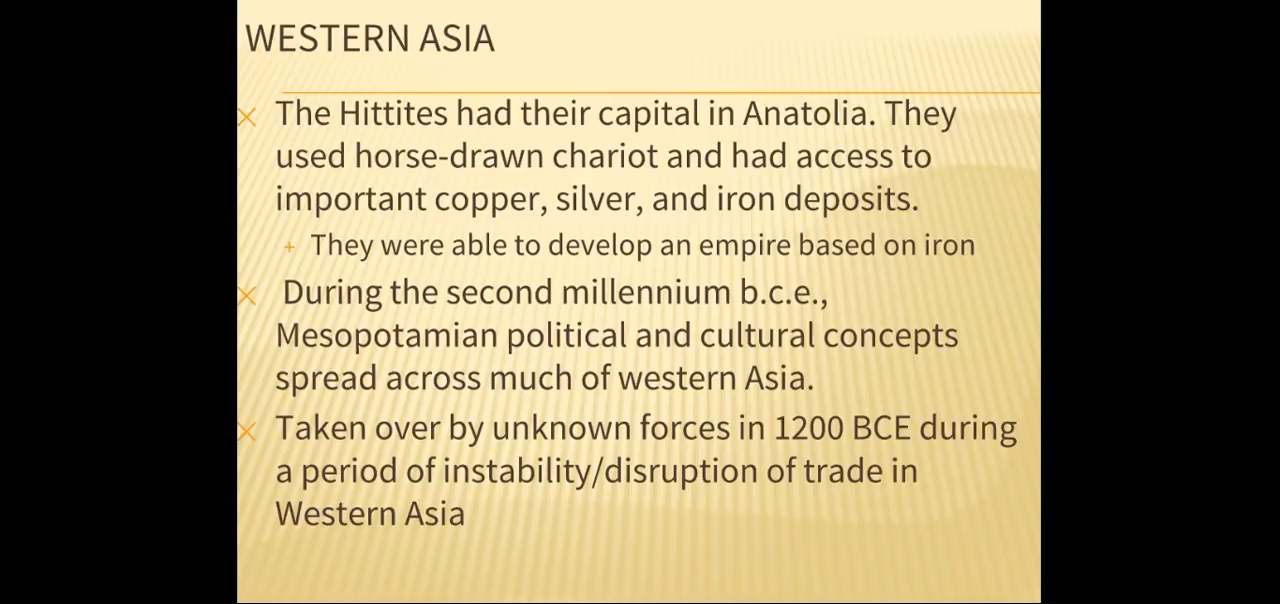 WESTERN ASIA
The Hittites had their capital in Anatolia. They
used horse-drawn chariot and had access to
important copper, silver, and iron deposits.
They were able to develop an empire based on iron
During the second millennium b.c.e.,
Mesopotamian political and cultural concepts
spread across much of western Asia.
Taken over by unknown forces in 1200 BCE during
a period of instability/disruption of trade in
Western Asia